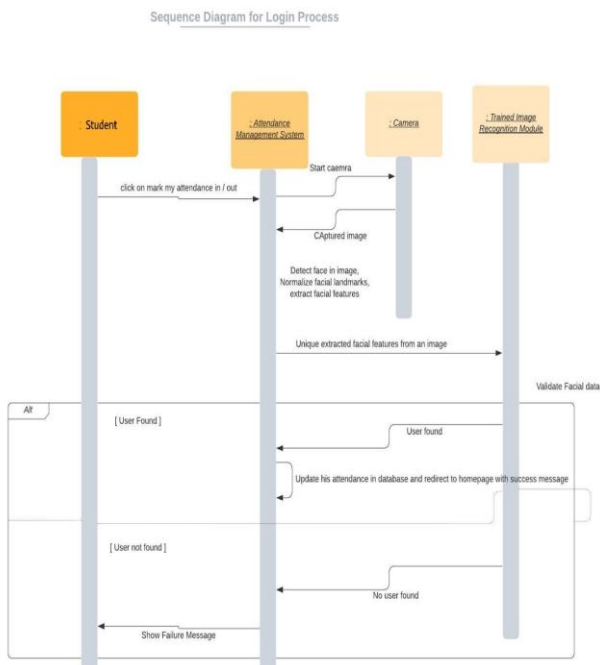 Sequence Diagram for Login Process
: Student
: Attendance
Management System
: Camera
: Trained Image
Recognition Module
Start caemra
click on mark my attendance in / out
CAptured image
Detect face in image,
Normalize facial landmarks,
extract facial features
Unique extracted facial features from an image
Validate Facial data
Alt
[ User Found ]
User found
Update his attendance in database and redirect to homepage with success message
[ User not found ]
No user found
Show Failure Message